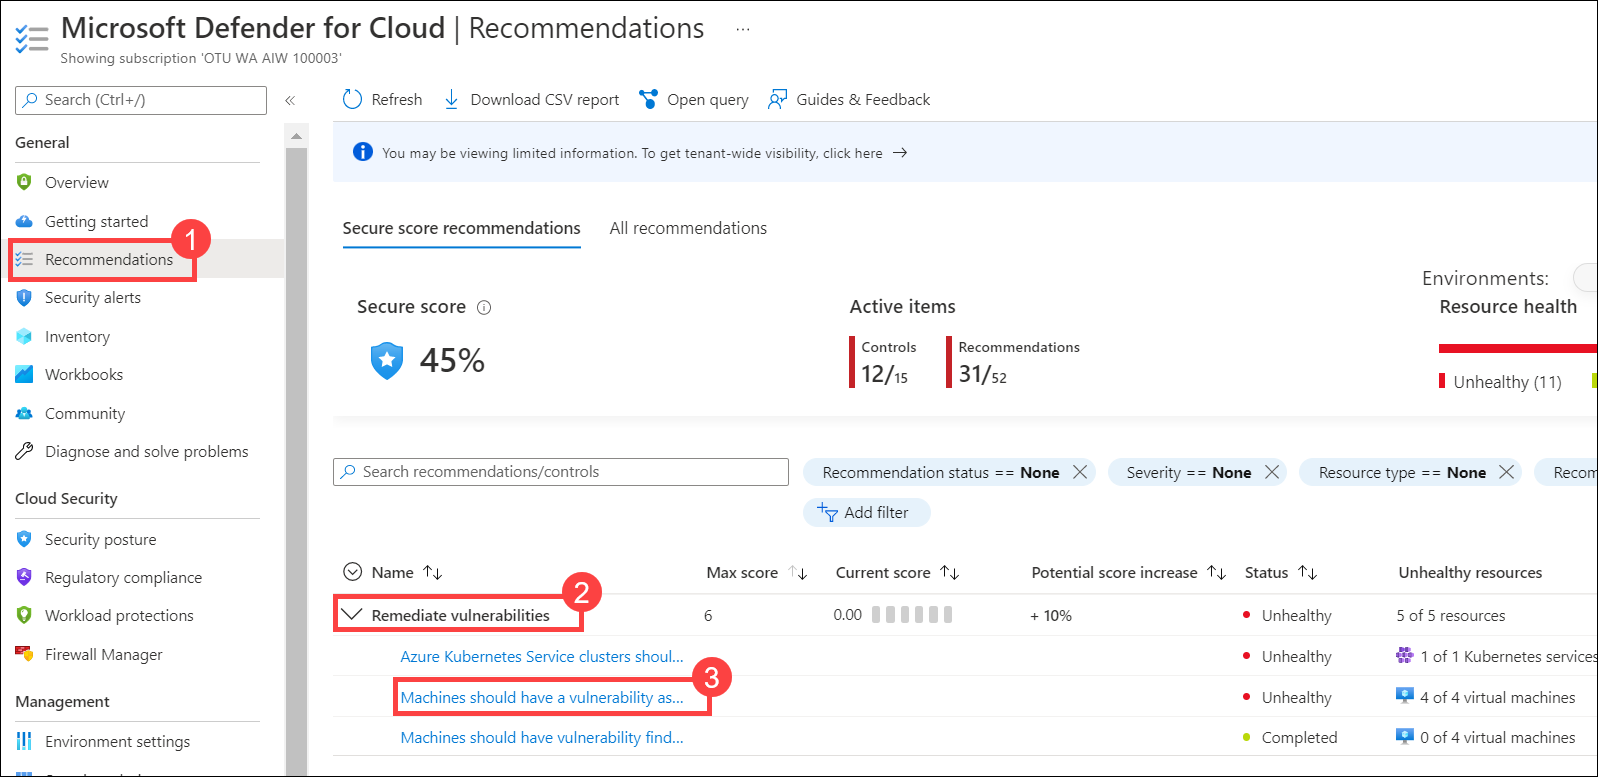 Microsoft Defender for Cloud | Recommendations ...
Showing subscription 'OTU WA AIW 100003'
Search (Ctrl+/)
«
Refresh
Download CSV report
Open query
Guides & Feedback
General
You may be viewing limited information. To get tenant-wide visibility, click here →
Overview
Getting started
1
Recommendations
Security alerts
Inventory
Workbooks
Community
Diagnose and solve problems
Cloud Security
Security posture
Regulatory compliance
Workload protections
Firewall Manager
Management
Environment settings
Secure score recommendations
All recommendations
Environments:
Secure score
45%
Active items
Controls
12/15
Recommendations
31/52
Resource health
Unhealthy (11)
Search recommendations/controls
Recommendation status == None
Severity == None
Resource type == None
Recom
Add filter
Name ↑↓ Max score ↑↓ Current score ↑↓ Potential score increase ↑↓ Status ↑↓ Unhealthy resources
2
Remediate vulnerabilities 6 0.00 + 10% Unhealthy 5 of 5 resources
Azure Kubernetes Service clusters shoul... Unhealthy 1 of 1 Kubernetes services
3
Machines should have a vulnerability as... Unhealthy 4 of 4 virtual machines
Machines should have vulnerability find... Completed 0 of 4 virtual machines